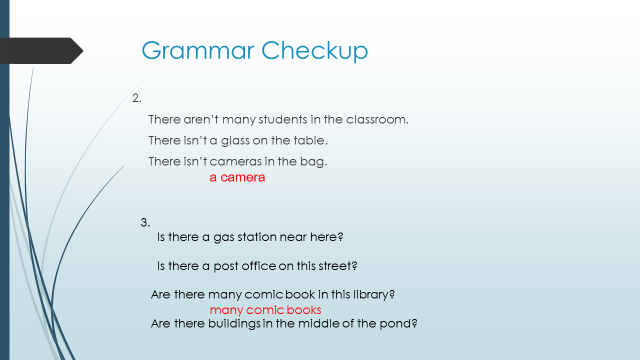 Grammar Checkup
2.
There aren't many students in the classroom.
There isn't a glass on the table.
There isn't cameras in the bag.
a camera
3.
Is there a gas station near here?
Is there a post office on this street?
Are there many comic book in this library?
many comic books
Are there buildings in the middle of the pond?